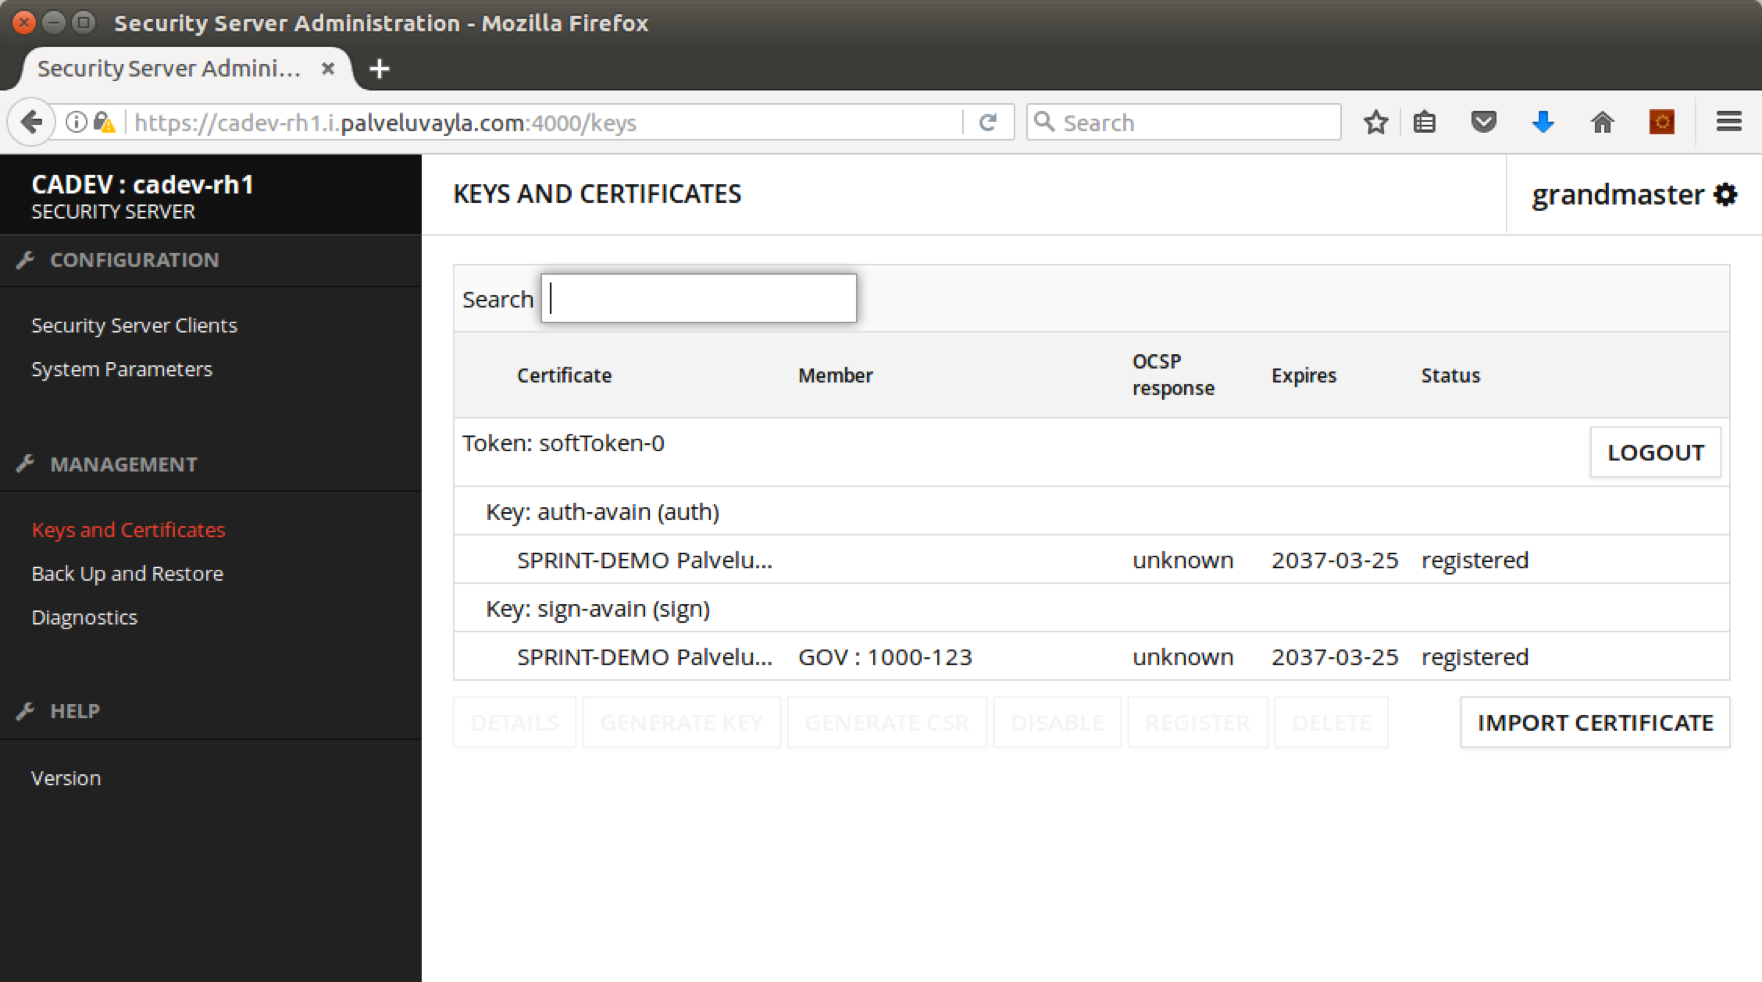 Security Server Administration - Mozilla Firefox
Security Server Admini...
https://cadev-rh1.i.palveluvayla.com:4000/keys
Search
CADEV : cadev-rh1
SECURITY SERVER
KEYS AND CERTIFICATES
grandmaster
CONFIGURATION
Security Server Clients
System Parameters
MANAGEMENT
Keys and Certificates
Back Up and Restore
Diagnostics
HELP
Version
Search
Certificate Member OCSP response Expires Status
Token: softToken-0 LOGOUT
Key: auth-avain (auth)
SPRINT-DEMO Palvelu... unknown 2037-03-25 registered
Key: sign-avain (sign)
SPRINT-DEMO Palvelu... GOV : 1000-123 unknown 2037-03-25 registered
DETAILS GENERATE KEY GENERATE CSR DISABLE REGISTER DELETE IMPORT CERTIFICATE